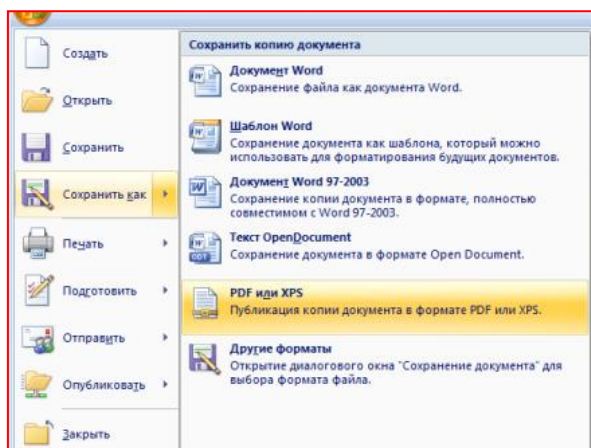 Создать
Открыть
Сохранить
Сохранить как
Печать
Подготовить
Отправить
Опубликовать
Закрыть
Сохранить копию документа
Документ Word
Сохранение файла как документа Word.
Шаблон Word
Сохранение документа как шаблона, который можно
использовать для форматирования будущих документов.
Документ Word 97-2003
Сохранение копии документа в формате, полностью
совместимом с Word 97-2003.
Текст OpenDocument
Сохранение документа в формате Open Document.
PDF или XPS
Публикация копии документа в формате PDF или XPS.
Другие форматы
Открытие диалогового окна "Сохранение документа" для
выбора формата файла.